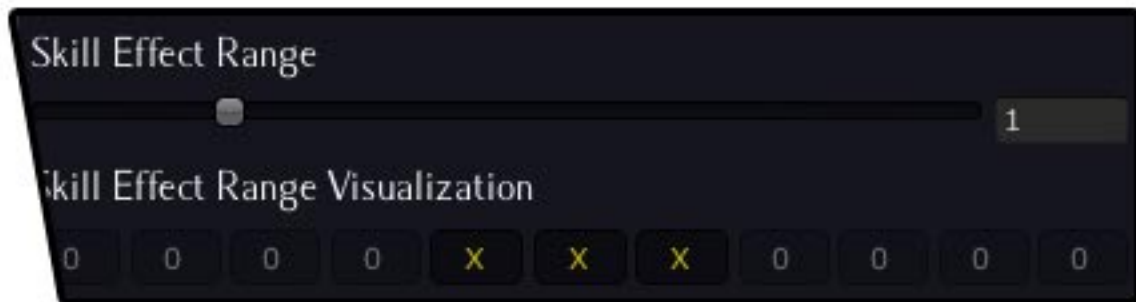 Skill Effect Range
1
Skill Effect Range Visualization
0 0 0 0 X X X 0 0 0 0